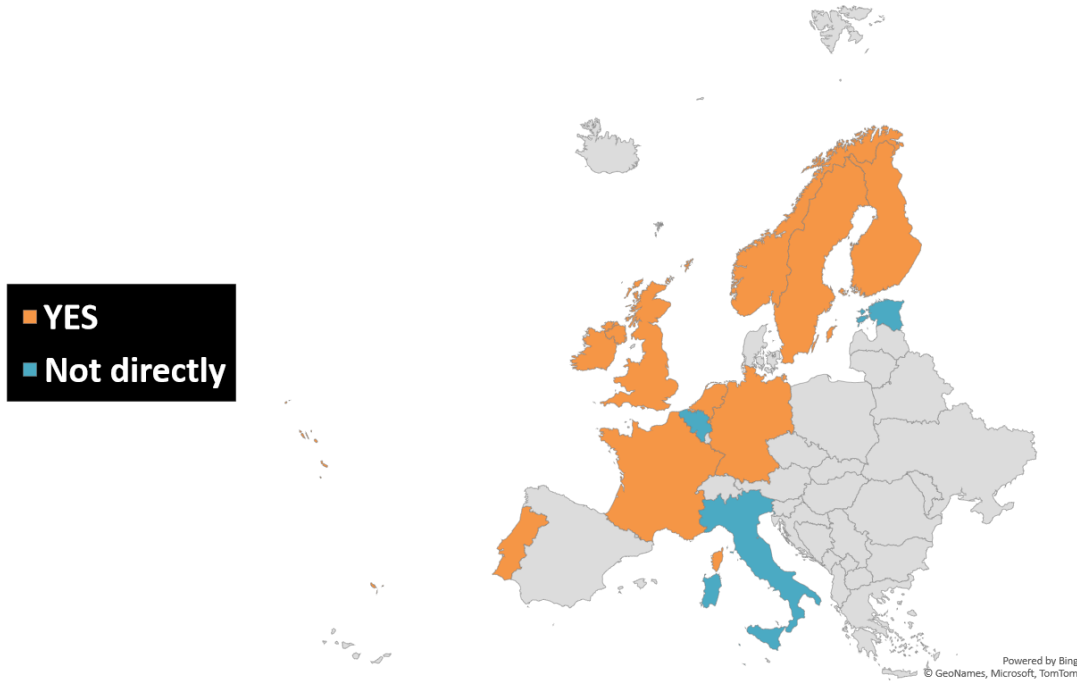 YES
Not directly
Powered by Bing
© GeoNames, Microsoft, TomTom